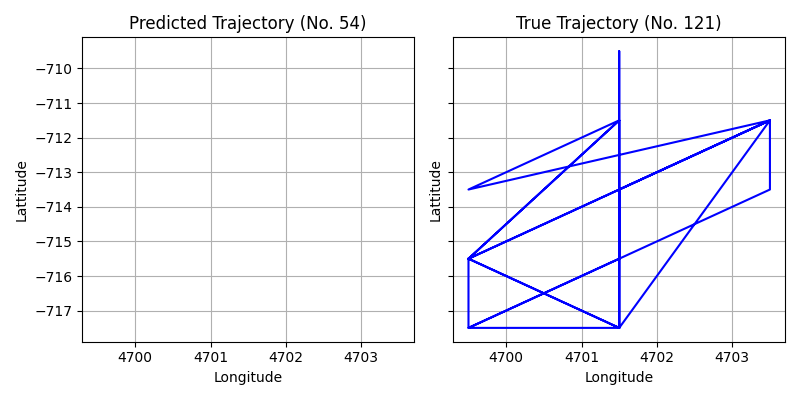 Predicted Trajectory (No. 54)
True Trajectory (No. 121)
−710
−711
−712
−713
−714
−715
−716
−717
Lattitude
Lattitude
4700
4701
4702
4703
4700
4701
4702
4703
Longitude
Longitude